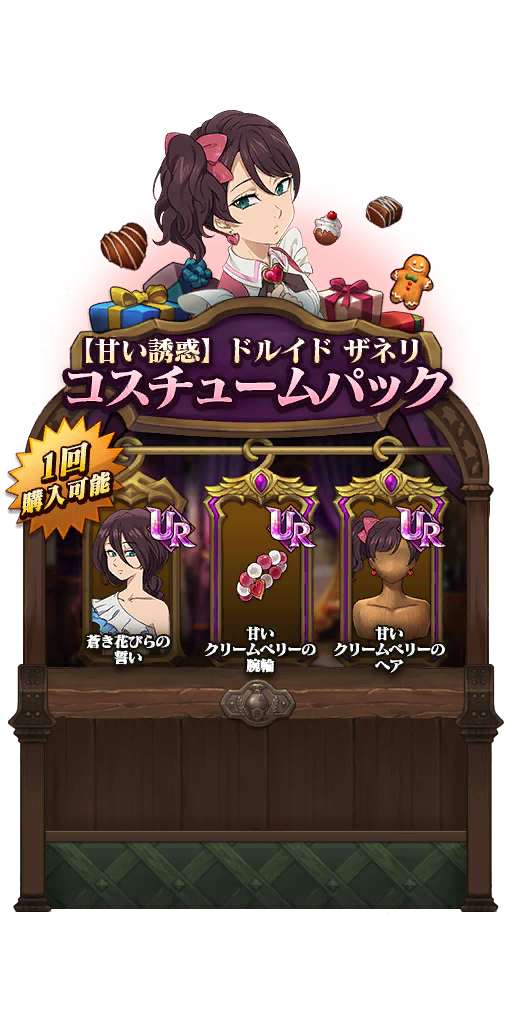 【甘い誘惑】ドルイド ザネリ
コスチュームパック
1回
購入可能
UR
蒼き花びらの
誓い
UR
甘い
クリームベリーの
腕輪
UR
甘い
クリームベリーの
ヘア